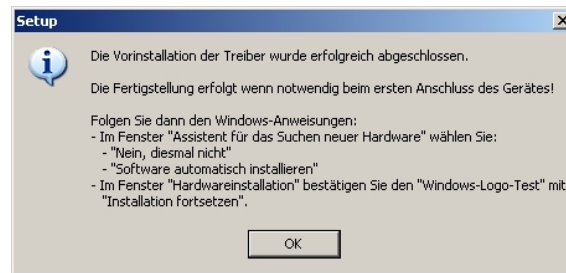 Setup
Die Vorinstallation der Treiber wurde erfolgreich abgeschlossen.
Die Fertigstellung erfolgt wenn notwendig beim ersten Anschluss des Gerätes!
Folgen Sie dann den Windows-Anweisungen:
- Im Fenster "Assistent für das Suchen neuer Hardware" wählen Sie:
- "Nein, diesmal nicht"
- "Software automatisch installieren"
- Im Fenster "Hardwareinstallation" bestätigen Sie den "Windows-Logo-Test" mit
"Installation fortsetzen".
OK